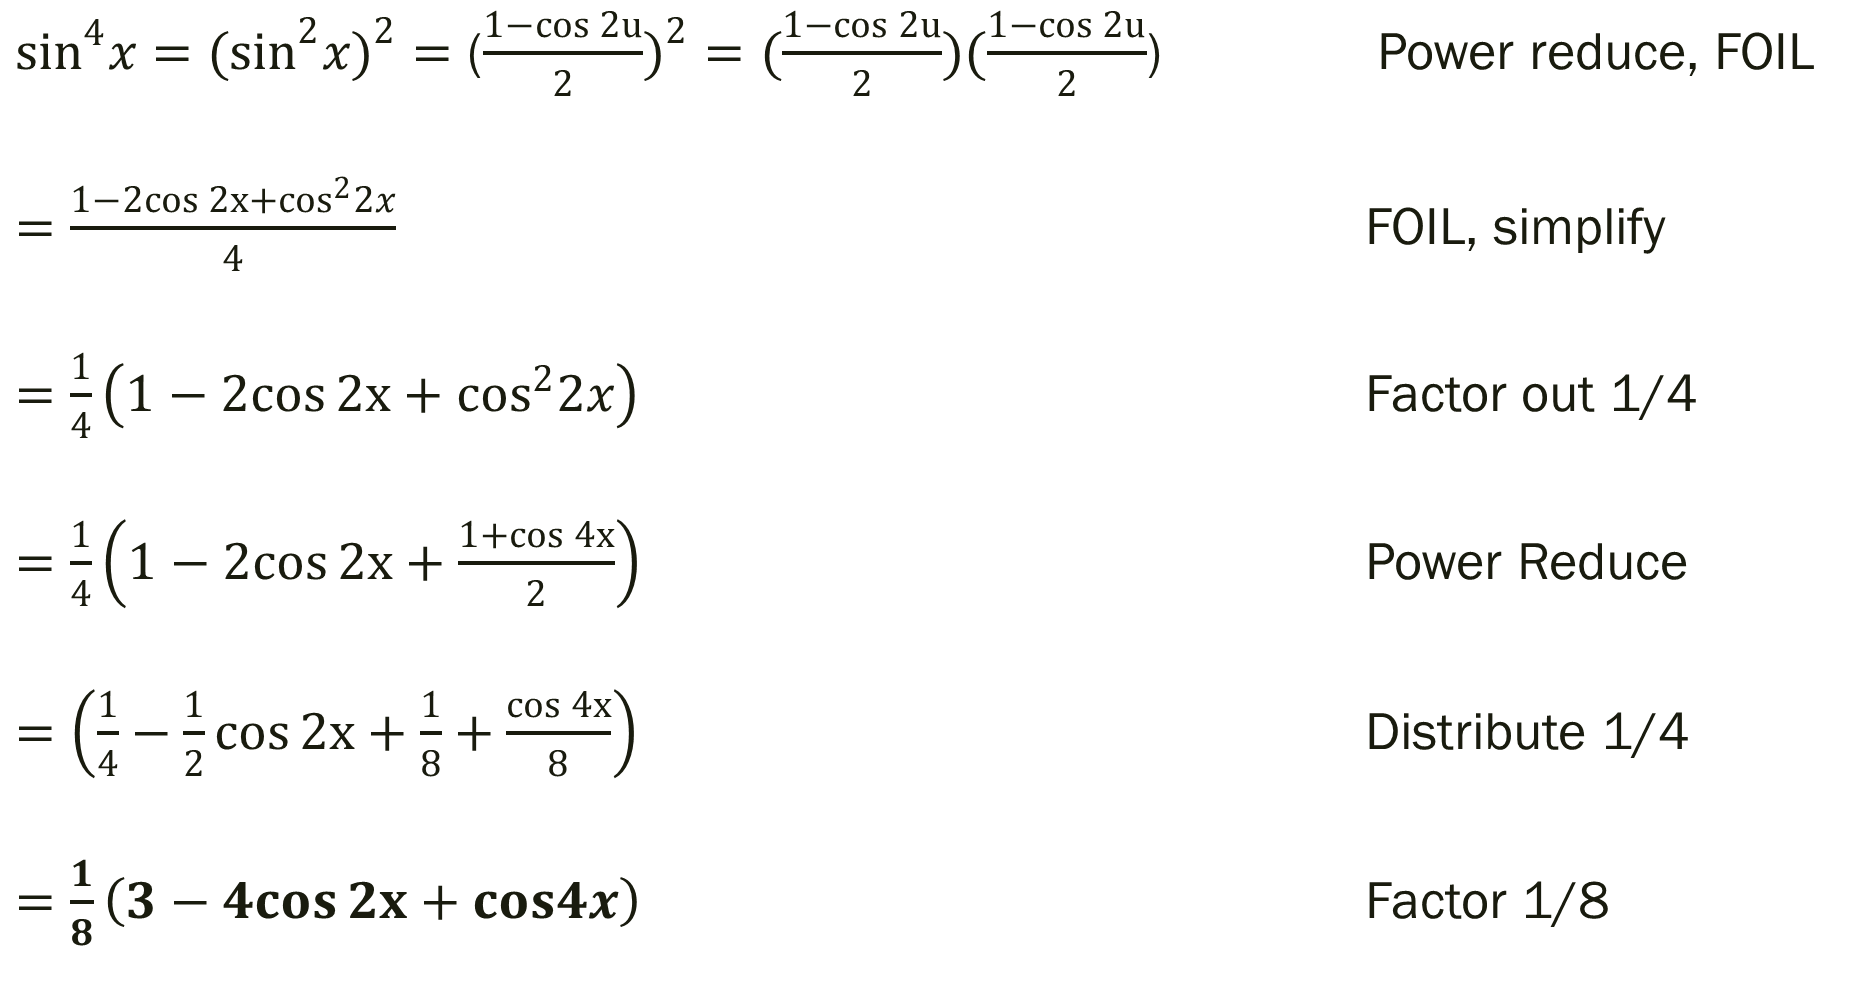 sin⁴x = (sin²x)² = ((1−cos 2u)/2)² = ((1−cos 2u)/2)((1−cos 2u)/2) Power reduce, FOIL
= (1−2cos 2x+cos²2x)/4 FOIL, simplify
= 1/4 (1 − 2cos 2x + cos²2x) Factor out 1/4
= 1/4 (1 − 2cos 2x + (1+cos 4x)/2) Power Reduce
= (1/4 − 1/2 cos 2x + 1/8 + (cos 4x)/8) Distribute 1/4
= 1/8 (3 − 4cos 2x + cos4x) Factor 1/8